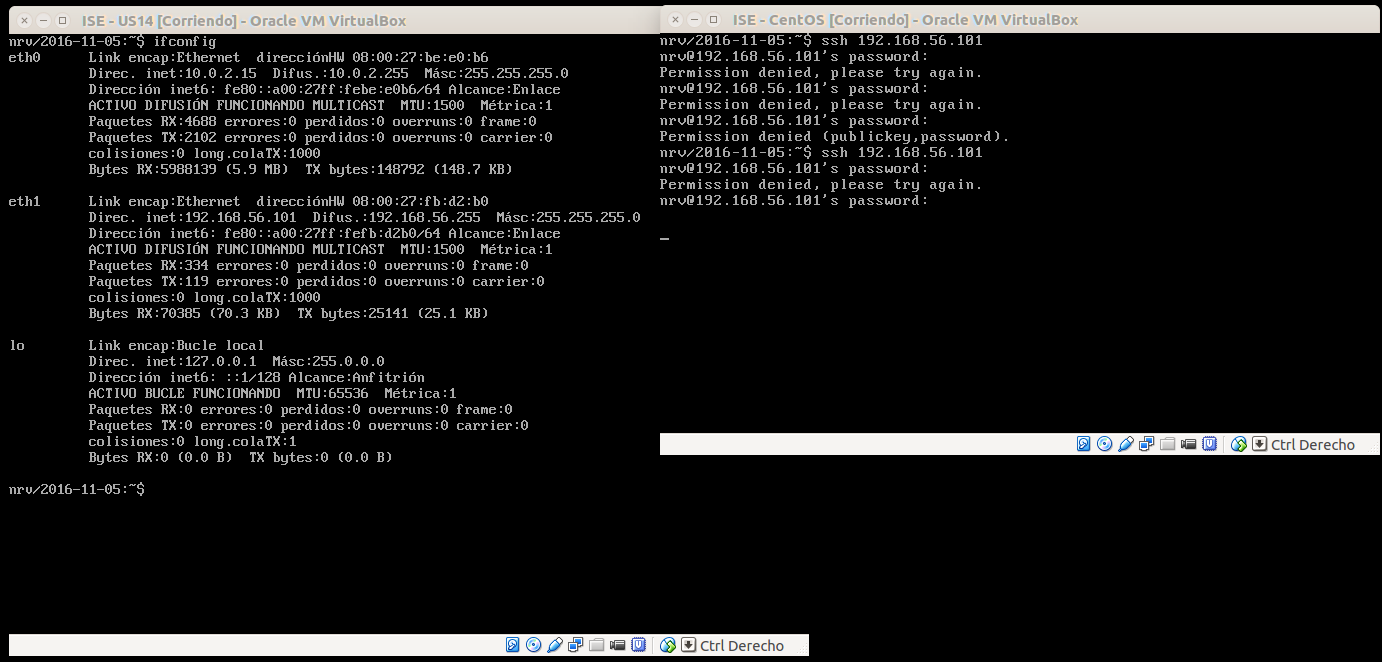 ISE - US14 [Corriendo] - Oracle VM VirtualBox
nrv/2016-11-05:~$ ifconfig
eth0      Link encap:Ethernet  direcciónHW 08:00:27:be:e0:b6
          Direc. inet:10.0.2.15  Difus.:10.0.2.255  Másc:255.255.255.0
          Dirección inet6: fe80::a00:27ff:febe:e0b6/64 Alcance:Enlace
          ACTIVO DIFUSIÓN FUNCIONANDO MULTICAST  MTU:1500  Métrica:1
          Paquetes RX:4688 errores:0 perdidos:0 overruns:0 frame:0
          Paquetes TX:2102 errores:0 perdidos:0 overruns:0 carrier:0
          colisiones:0 long.colaTX:1000
          Bytes RX:5988139 (5.9 MB)  TX bytes:148792 (148.7 KB)
eth1      Link encap:Ethernet  direcciónHW 08:00:27:fb:d2:b0
          Direc. inet:192.168.56.101  Difus.:192.168.56.255  Másc:255.255.255.0
          Dirección inet6: fe80::a00:27ff:fefb:d2b0/64 Alcance:Enlace
          ACTIVO DIFUSIÓN FUNCIONANDO MULTICAST  MTU:1500  Métrica:1
          Paquetes RX:334 errores:0 perdidos:0 overruns:0 frame:0
          Paquetes TX:119 errores:0 perdidos:0 overruns:0 carrier:0
          colisiones:0 long.colaTX:1000
          Bytes RX:70385 (70.3 KB)  TX bytes:25141 (25.1 KB)
lo        Link encap:Bucle local
          Direc. inet:127.0.0.1  Másc:255.0.0.0
          Dirección inet6: ::1/128 Alcance:Anfitrión
          ACTIVO BUCLE FUNCIONANDO  MTU:65536  Métrica:1
          Paquetes RX:0 errores:0 perdidos:0 overruns:0 frame:0
          Paquetes TX:0 errores:0 perdidos:0 overruns:0 carrier:0
          colisiones:0 long.colaTX:1
          Bytes RX:0 (0.0 B)  TX bytes:0 (0.0 B)
nrv/2016-11-05:~$
Ctrl Derecho
ISE - CentOS [Corriendo] - Oracle VM VirtualBox
nrv/2016-11-05:~$ ssh 192.168.56.101
nrv@192.168.56.101's password:
Permission denied, please try again.
nrv@192.168.56.101's password:
Permission denied, please try again.
nrv@192.168.56.101's password:
Permission denied (publickey,password).
nrv/2016-11-05:~$ ssh 192.168.56.101
nrv@192.168.56.101's password:
Permission denied, please try again.
nrv@192.168.56.101's password:
Ctrl Derecho